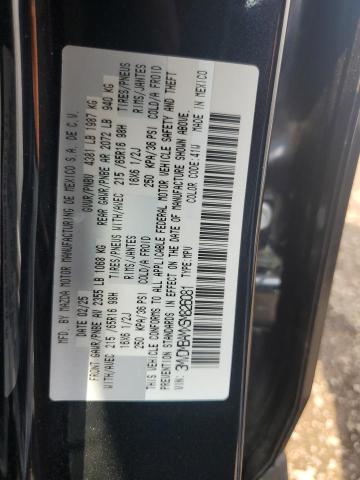 MFD. BY MAZDA MOTOR MANUFACTURING DE MEXICO S.A. DE C.V.
DATE 02/25 GVWR/PNBV 4381 LB 1987 KG
FRONT GAWR/PNBE AV 2355 LB 1068 KG REAR GAWR/PNBE AR 2072 LB 940 KG
TIRES/PNEUS TIRES/PNEUS
WITH/AVEC 215 /65R16 98H RIMS/JANTES WITH/AVEC 215 /65R16 98H RIMS/JANTES
16X6 1/2J 16X6 1/2J
250 KPA/36 PSI COLD/A FROID 250 KPA/36 PSI COLD/A FROID
THIS VEHICLE CONFORMS TO ALL APPLICABLE FEDERAL MOTOR VEHICLE SAFETY AND THEFT
PREVENTION STANDARDS IN EFFECT ON THE DATE OF MANUFACTURE SHOWN ABOVE.
COLOR CODE:41W MADE IN MEXICO
TYPE:MPV